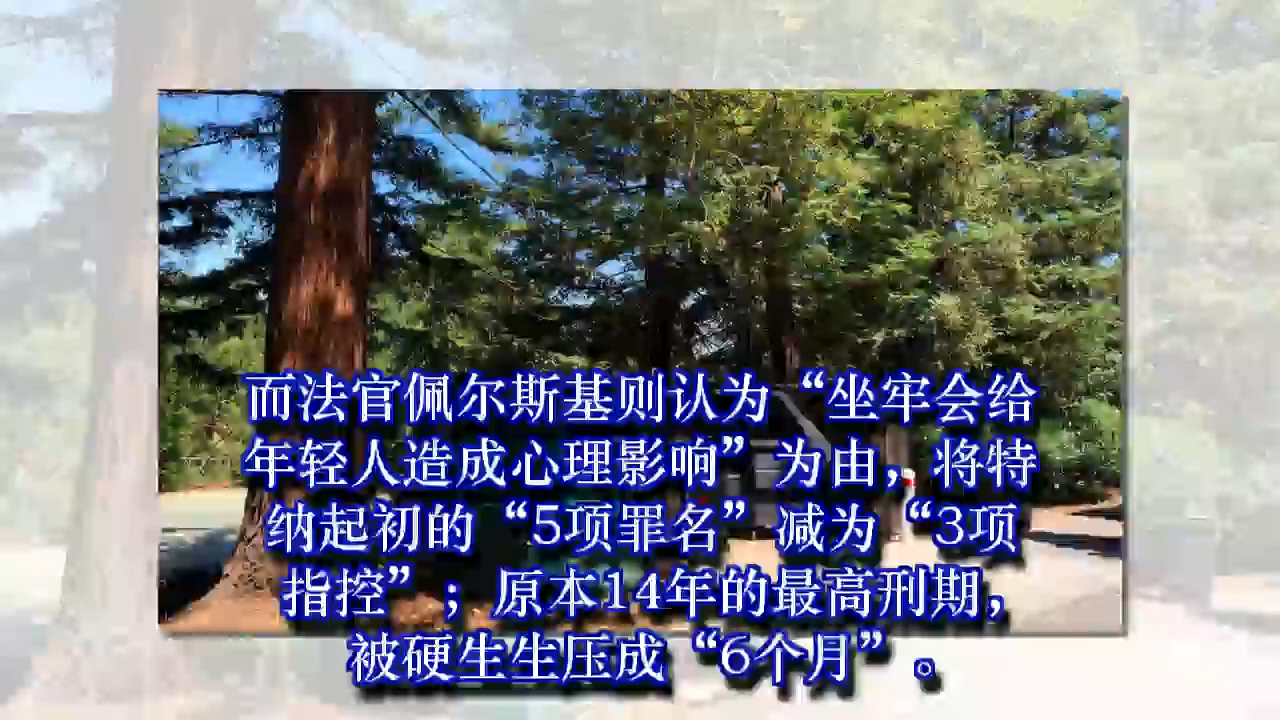 而法官佩尔斯基则认为“坐牢会给
年轻人造成心理影响”为由，将特
纳起初的“5项罪名”减为“3项
指控”；原本14年的最高刑期，
被硬生生压成“6个月”。